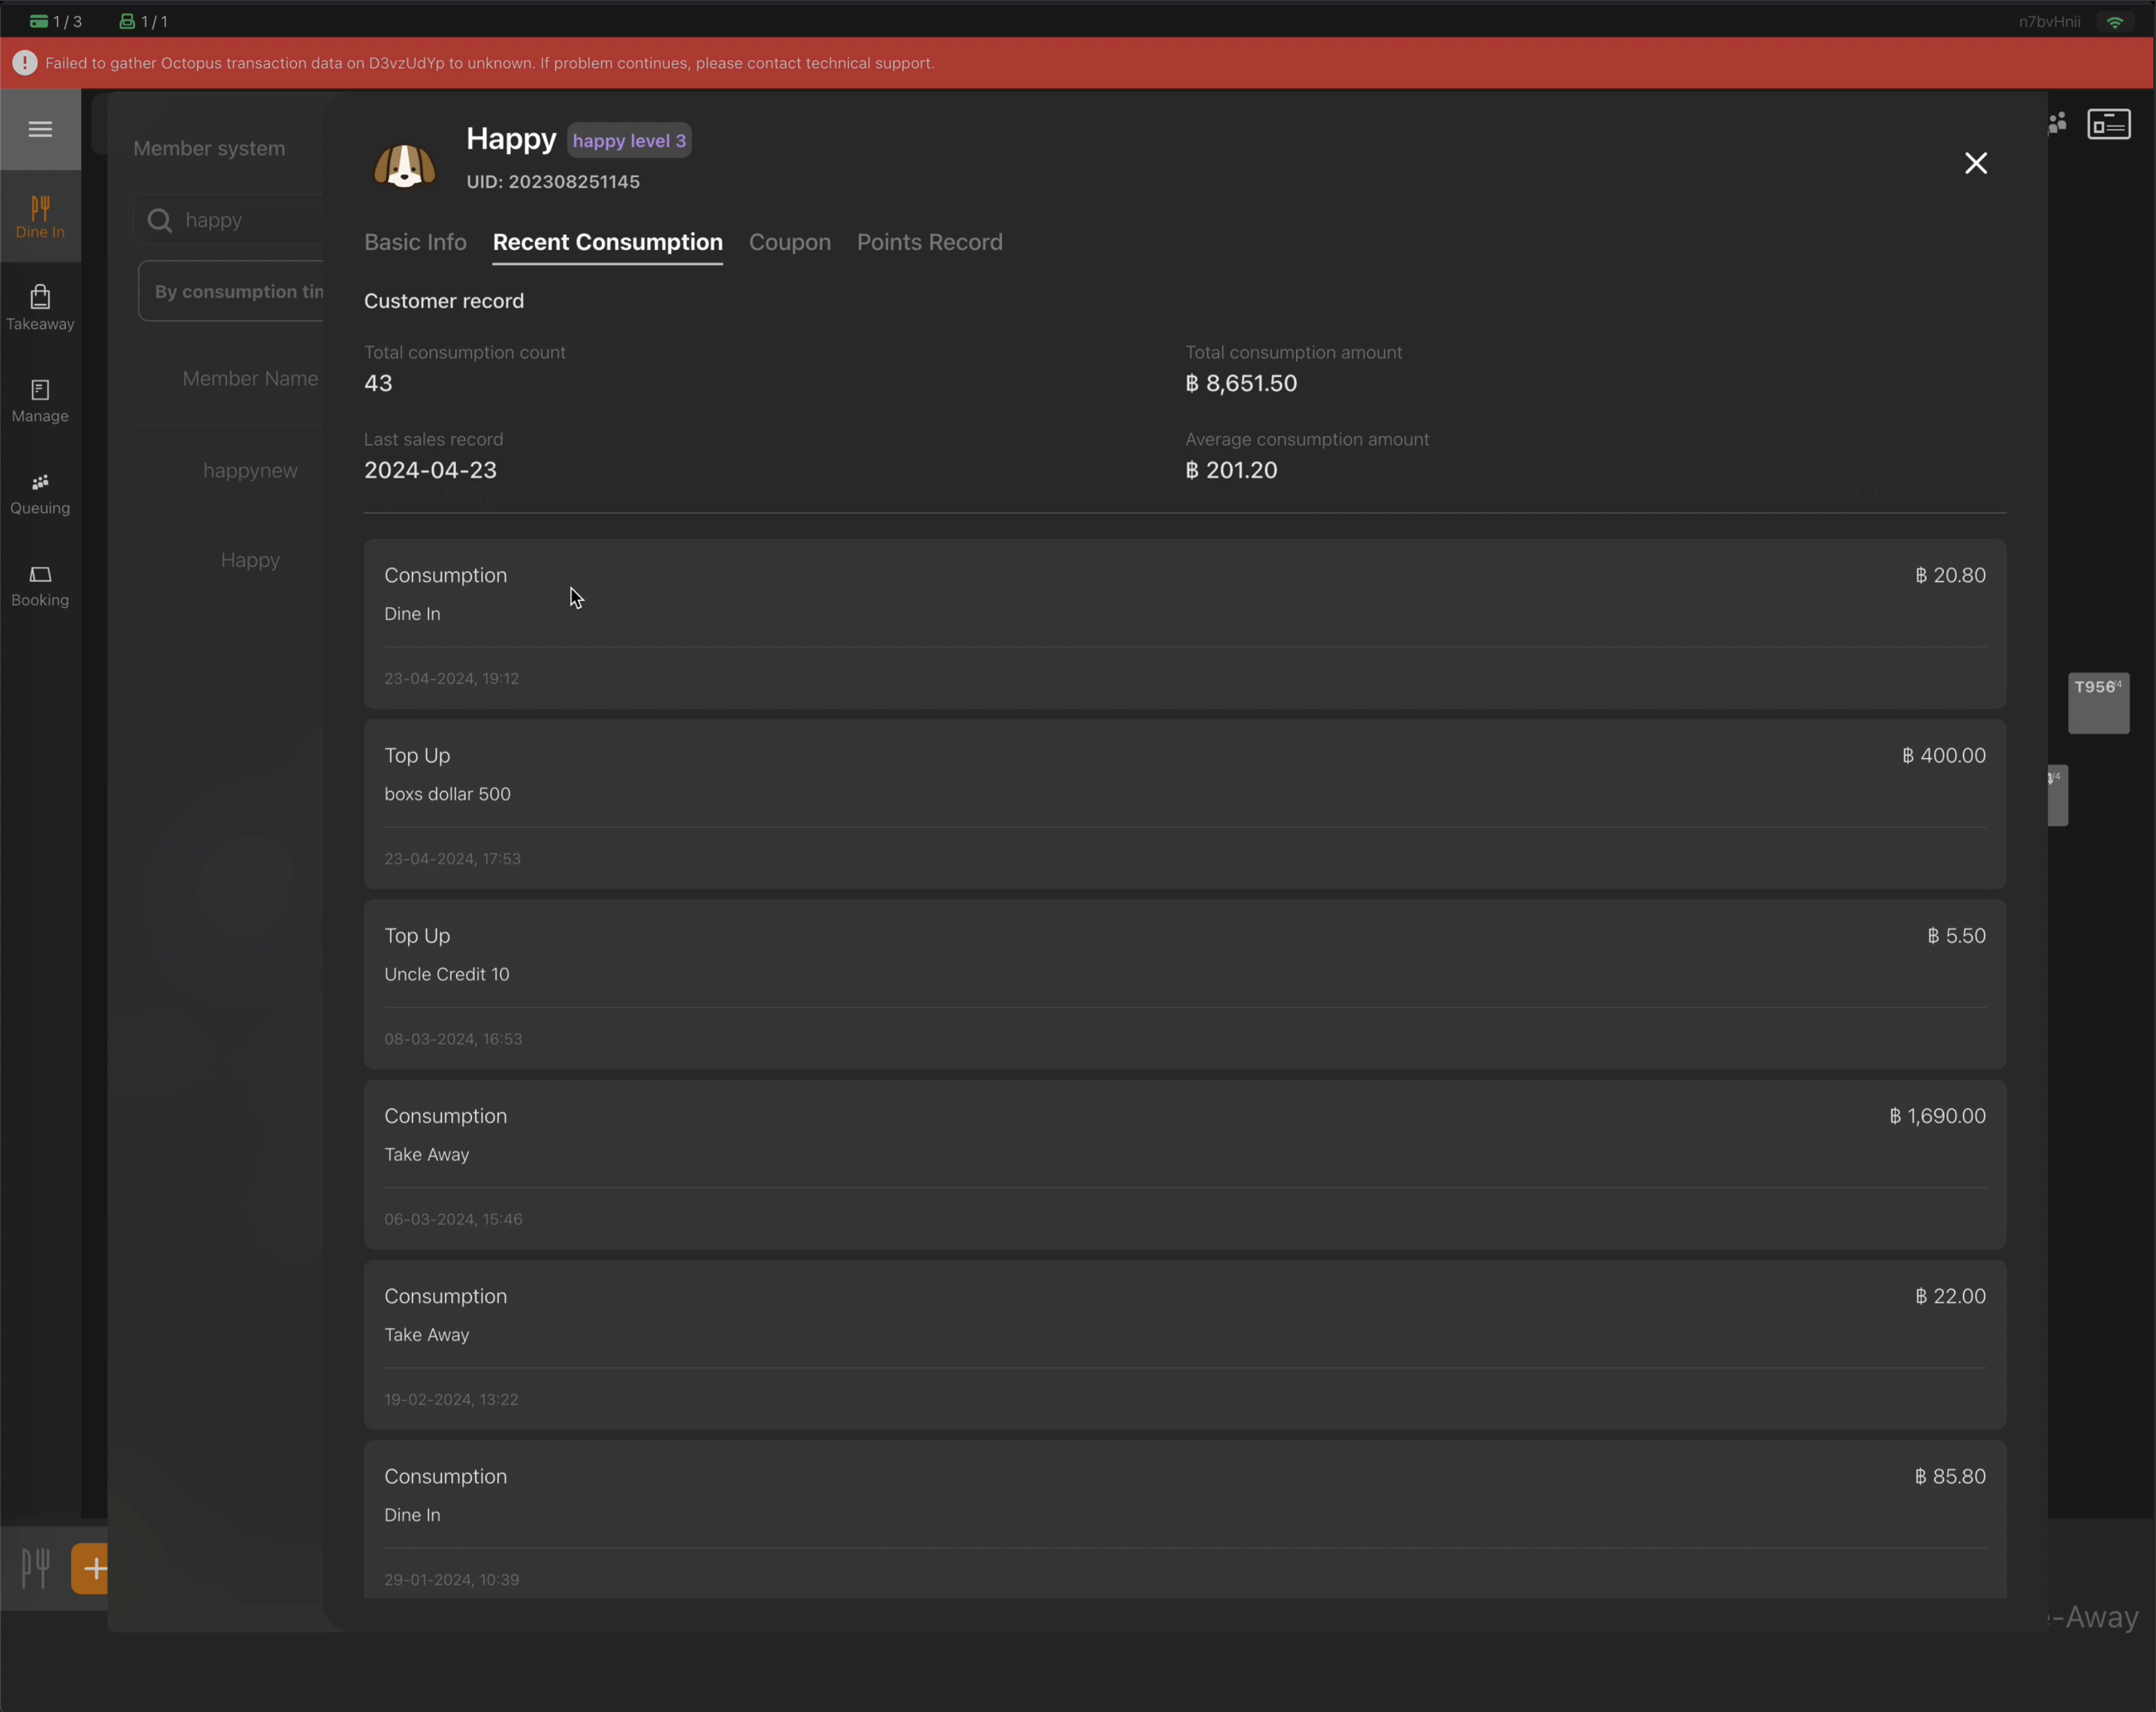 1 / 3
1 / 1
n7bvHnii
Failed to gather Octopus transaction data on D3vzUdYp to unknown. If problem continues, please contact technical support.
Dine In
Takeaway
Manage
Queuing
Booking
Member system
happy
By consumption tim
Member Name
happynew
Happy
Happy
happy level 3
UID: 202308251145
Basic Info
Recent Consumption
Coupon
Points Record
Customer record
Total consumption count
43
Total consumption amount
฿ 8,651.50
Last sales record
2024-04-23
Average consumption amount
฿ 201.20
Consumption
฿ 20.80
Dine In
23-04-2024, 19:12
Top Up
฿ 400.00
boxs dollar 500
23-04-2024, 17:53
Top Up
฿ 5.50
Uncle Credit 10
08-03-2024, 16:53
Consumption
฿ 1,690.00
Take Away
06-03-2024, 15:46
Consumption
฿ 22.00
Take Away
19-02-2024, 13:22
Consumption
฿ 85.80
Dine In
29-01-2024, 10:39
T956
/4
/4
-Away